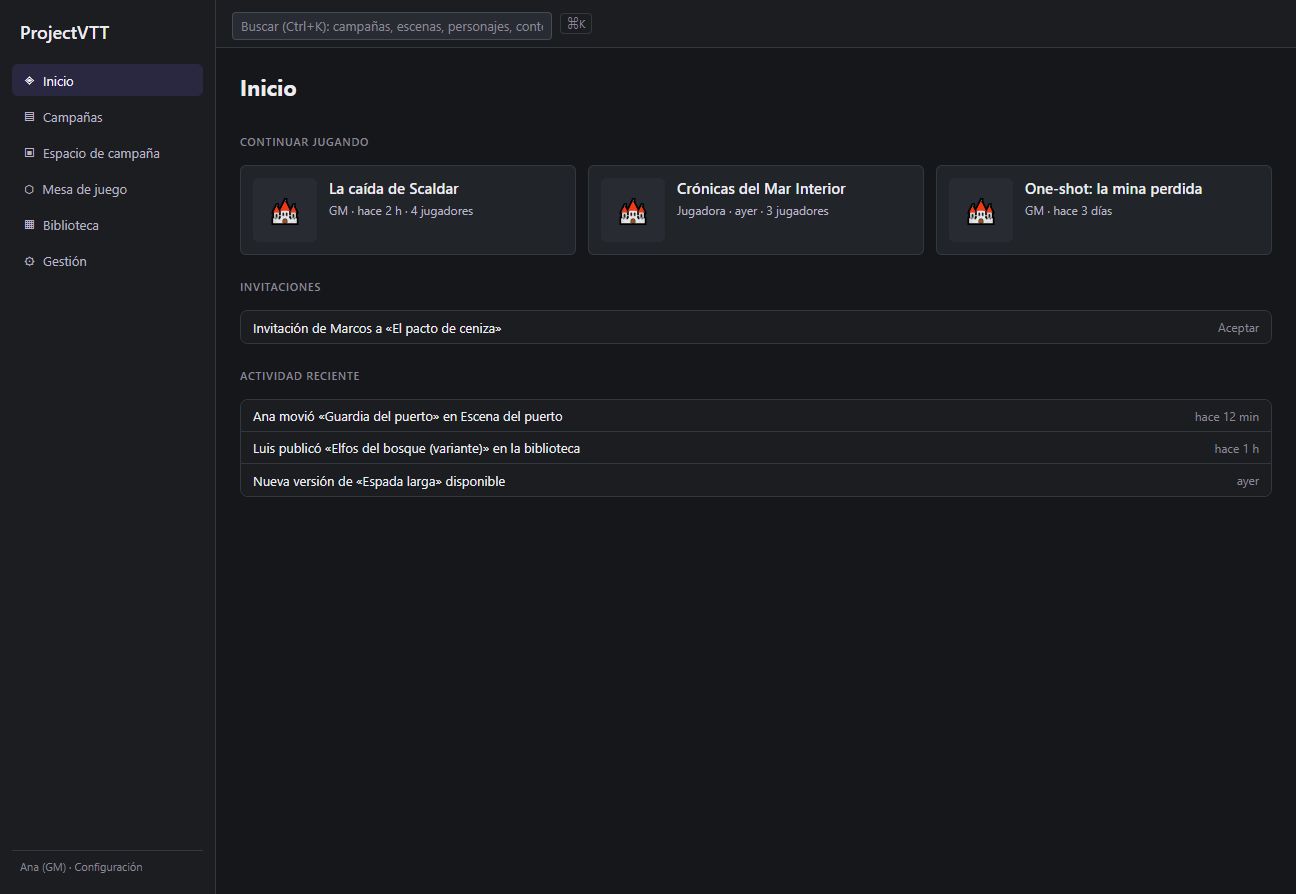 ProjectVTT
Inicio
Campañas
Espacio de campaña
Mesa de juego
Biblioteca
Gestión
Ana (GM) · Configuración
Buscar (Ctrl+K): campañas, escenas, personajes, cont
⌘K
Inicio
CONTINUAR JUGANDO
La caída de Scaldar
GM · hace 2 h · 4 jugadores
Crónicas del Mar Interior
Jugadora · ayer · 3 jugadores
One-shot: la mina perdida
GM · hace 3 días
INVITACIONES
Invitación de Marcos a «El pacto de ceniza» Aceptar
ACTIVIDAD RECIENTE
Ana movió «Guardia del puerto» en Escena del puerto hace 12 min
Luis publicó «Elfos del bosque (variante)» en la biblioteca hace 1 h
Nueva versión de «Espada larga» disponible ayer